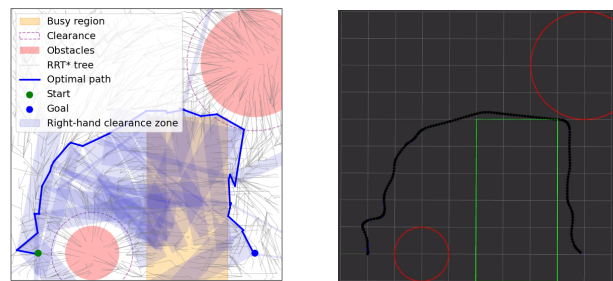 Busy region
Clearance
Obstacles
RRT* tree
Optimal path
Start
Goal
Right-hand clearance zone